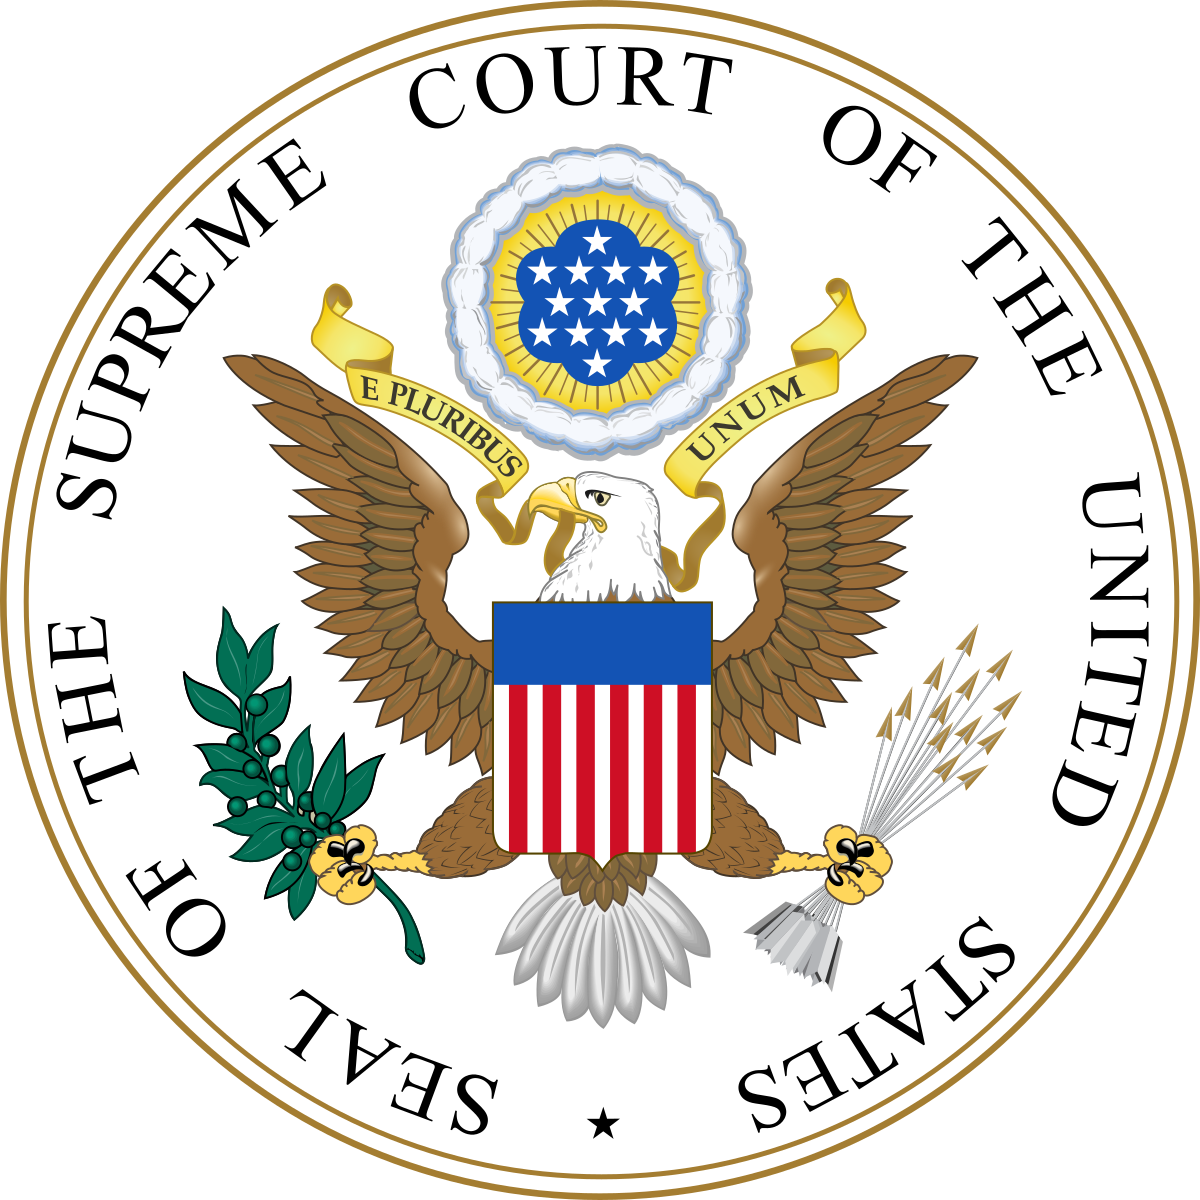 SEAL OF THE SUPREME COURT OF THE UNITED STATES
E PLURIBUS UNUM